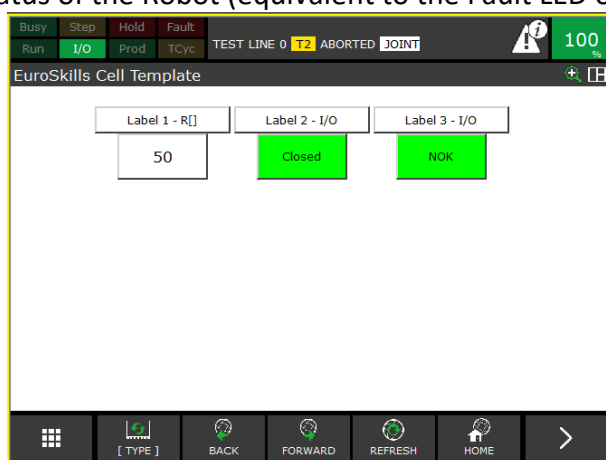 atus of the Robot (equivalent to the Fault LED o
Busy Step Hold Fault
Run I/O Prod TCyc
TEST LINE 0 T2 ABORTED JOINT
i
100
%
EuroSkills Cell Template
Label 1 - R[] Label 2 - I/O Label 3 - I/O
50 Closed NOK
[ TYPE ] BACK FORWARD REFRESH HOME